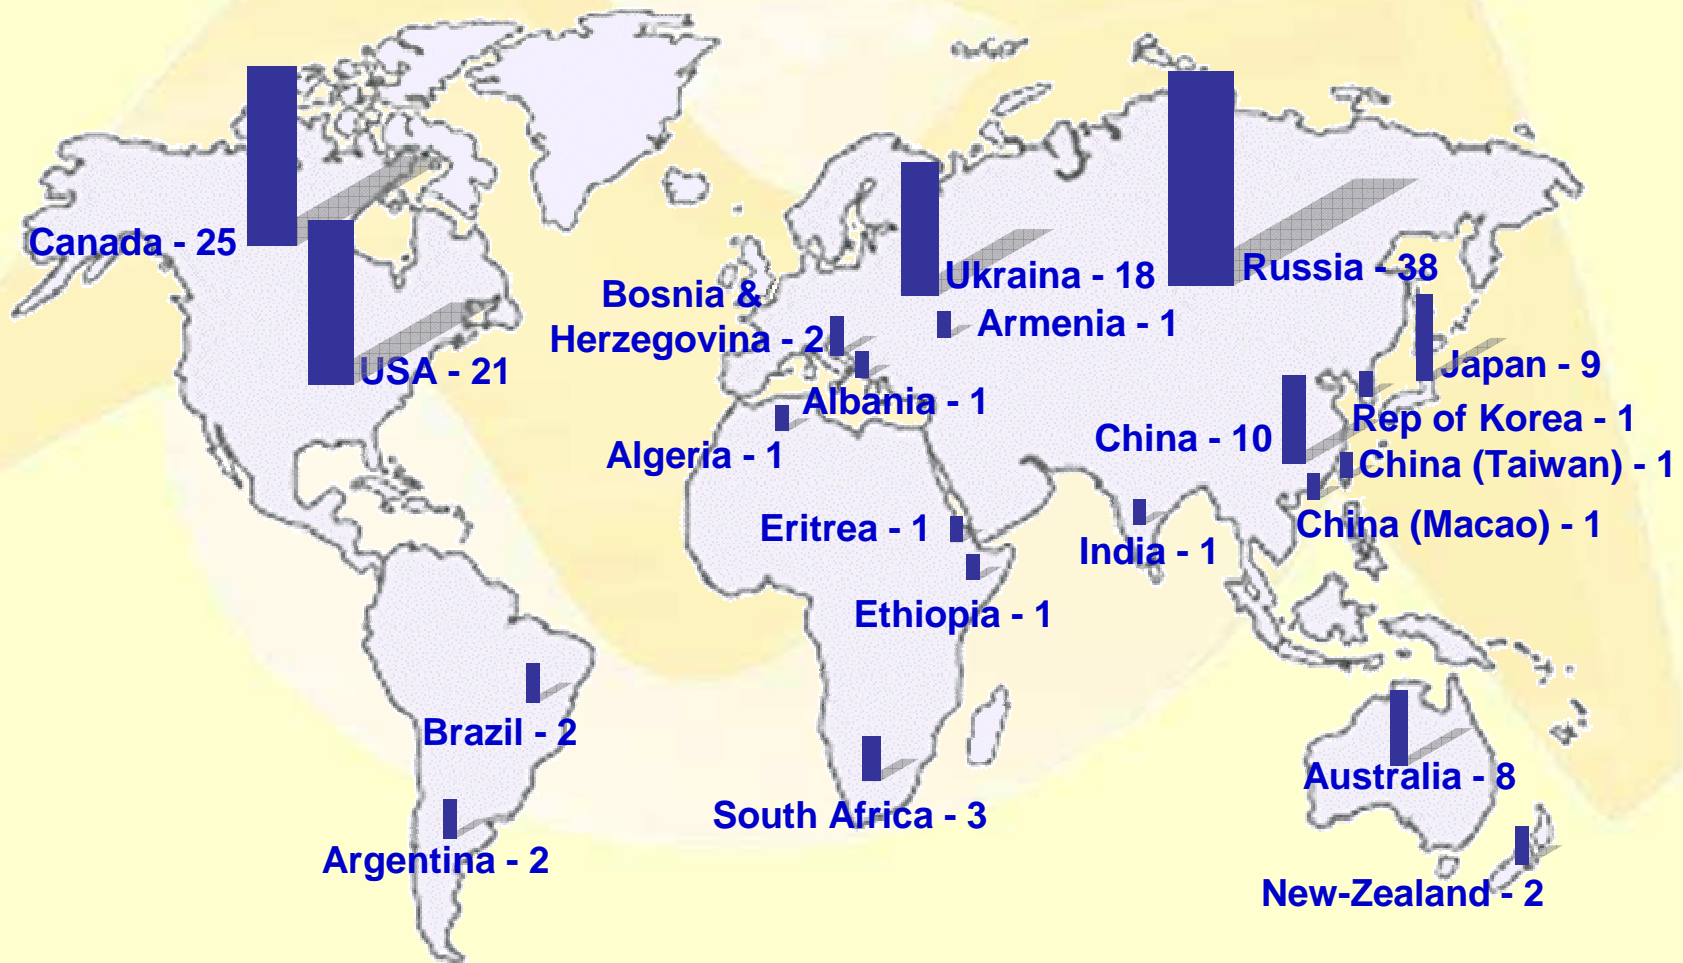 Canada - 25
USA - 21
Bosnia &
Herzegovina - 2
Ukraina - 18
Russia - 38
Armenia - 1
Albania - 1
Algeria - 1
Japan - 9
Rep of Korea - 1
China - 10
China (Taiwan) - 1
China (Macao) - 1
Eritrea - 1
India - 1
Ethiopia - 1
Brazil - 2
South Africa - 3
Argentina - 2
Australia - 8
New-Zealand - 2